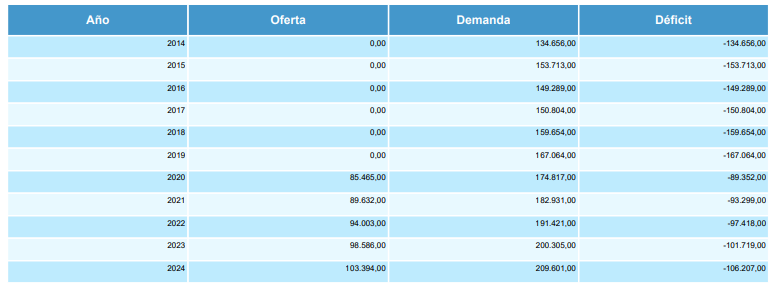 Año Oferta Demanda Déficit
2014 0,00 134.656,00 -134.656,00
2015 0,00 153.713,00 -153.713,00
2016 0,00 149.289,00 -149.289,00
2017 0,00 150.804,00 -150.804,00
2018 0,00 159.654,00 -159.654,00
2019 0,00 167.064,00 -167.064,00
2020 85.465,00 174.817,00 -89.352,00
2021 89.632,00 182.931,00 -93.299,00
2022 94.003,00 191.421,00 -97.418,00
2023 98.586,00 200.305,00 -101.719,00
2024 103.394,00 209.601,00 -106.207,00